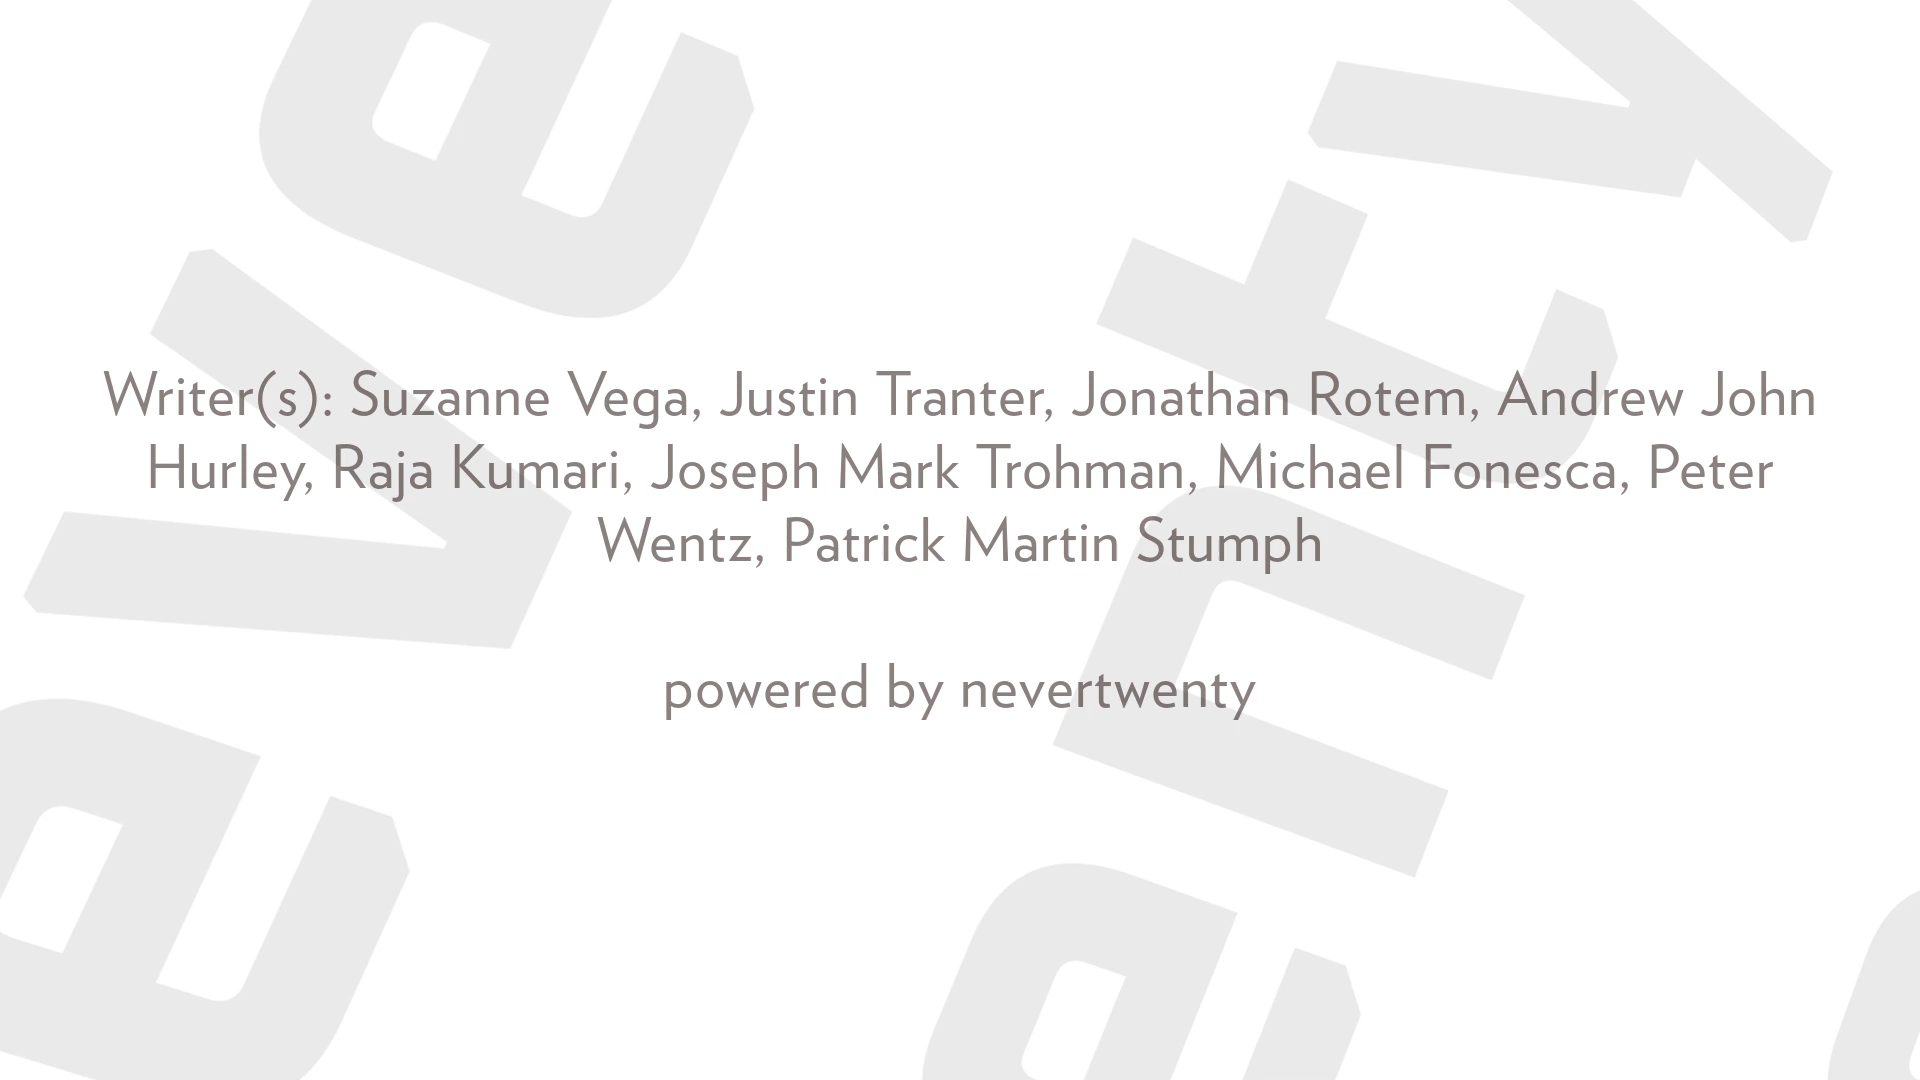 Writer(s): Suzanne Vega, Justin Tranter, Jonathan Rotem, Andrew John
Hurley, Raja Kumari, Joseph Mark Trohman, Michael Fonesca, Peter
Wentz, Patrick Martin Stumph
powered by nevertwenty